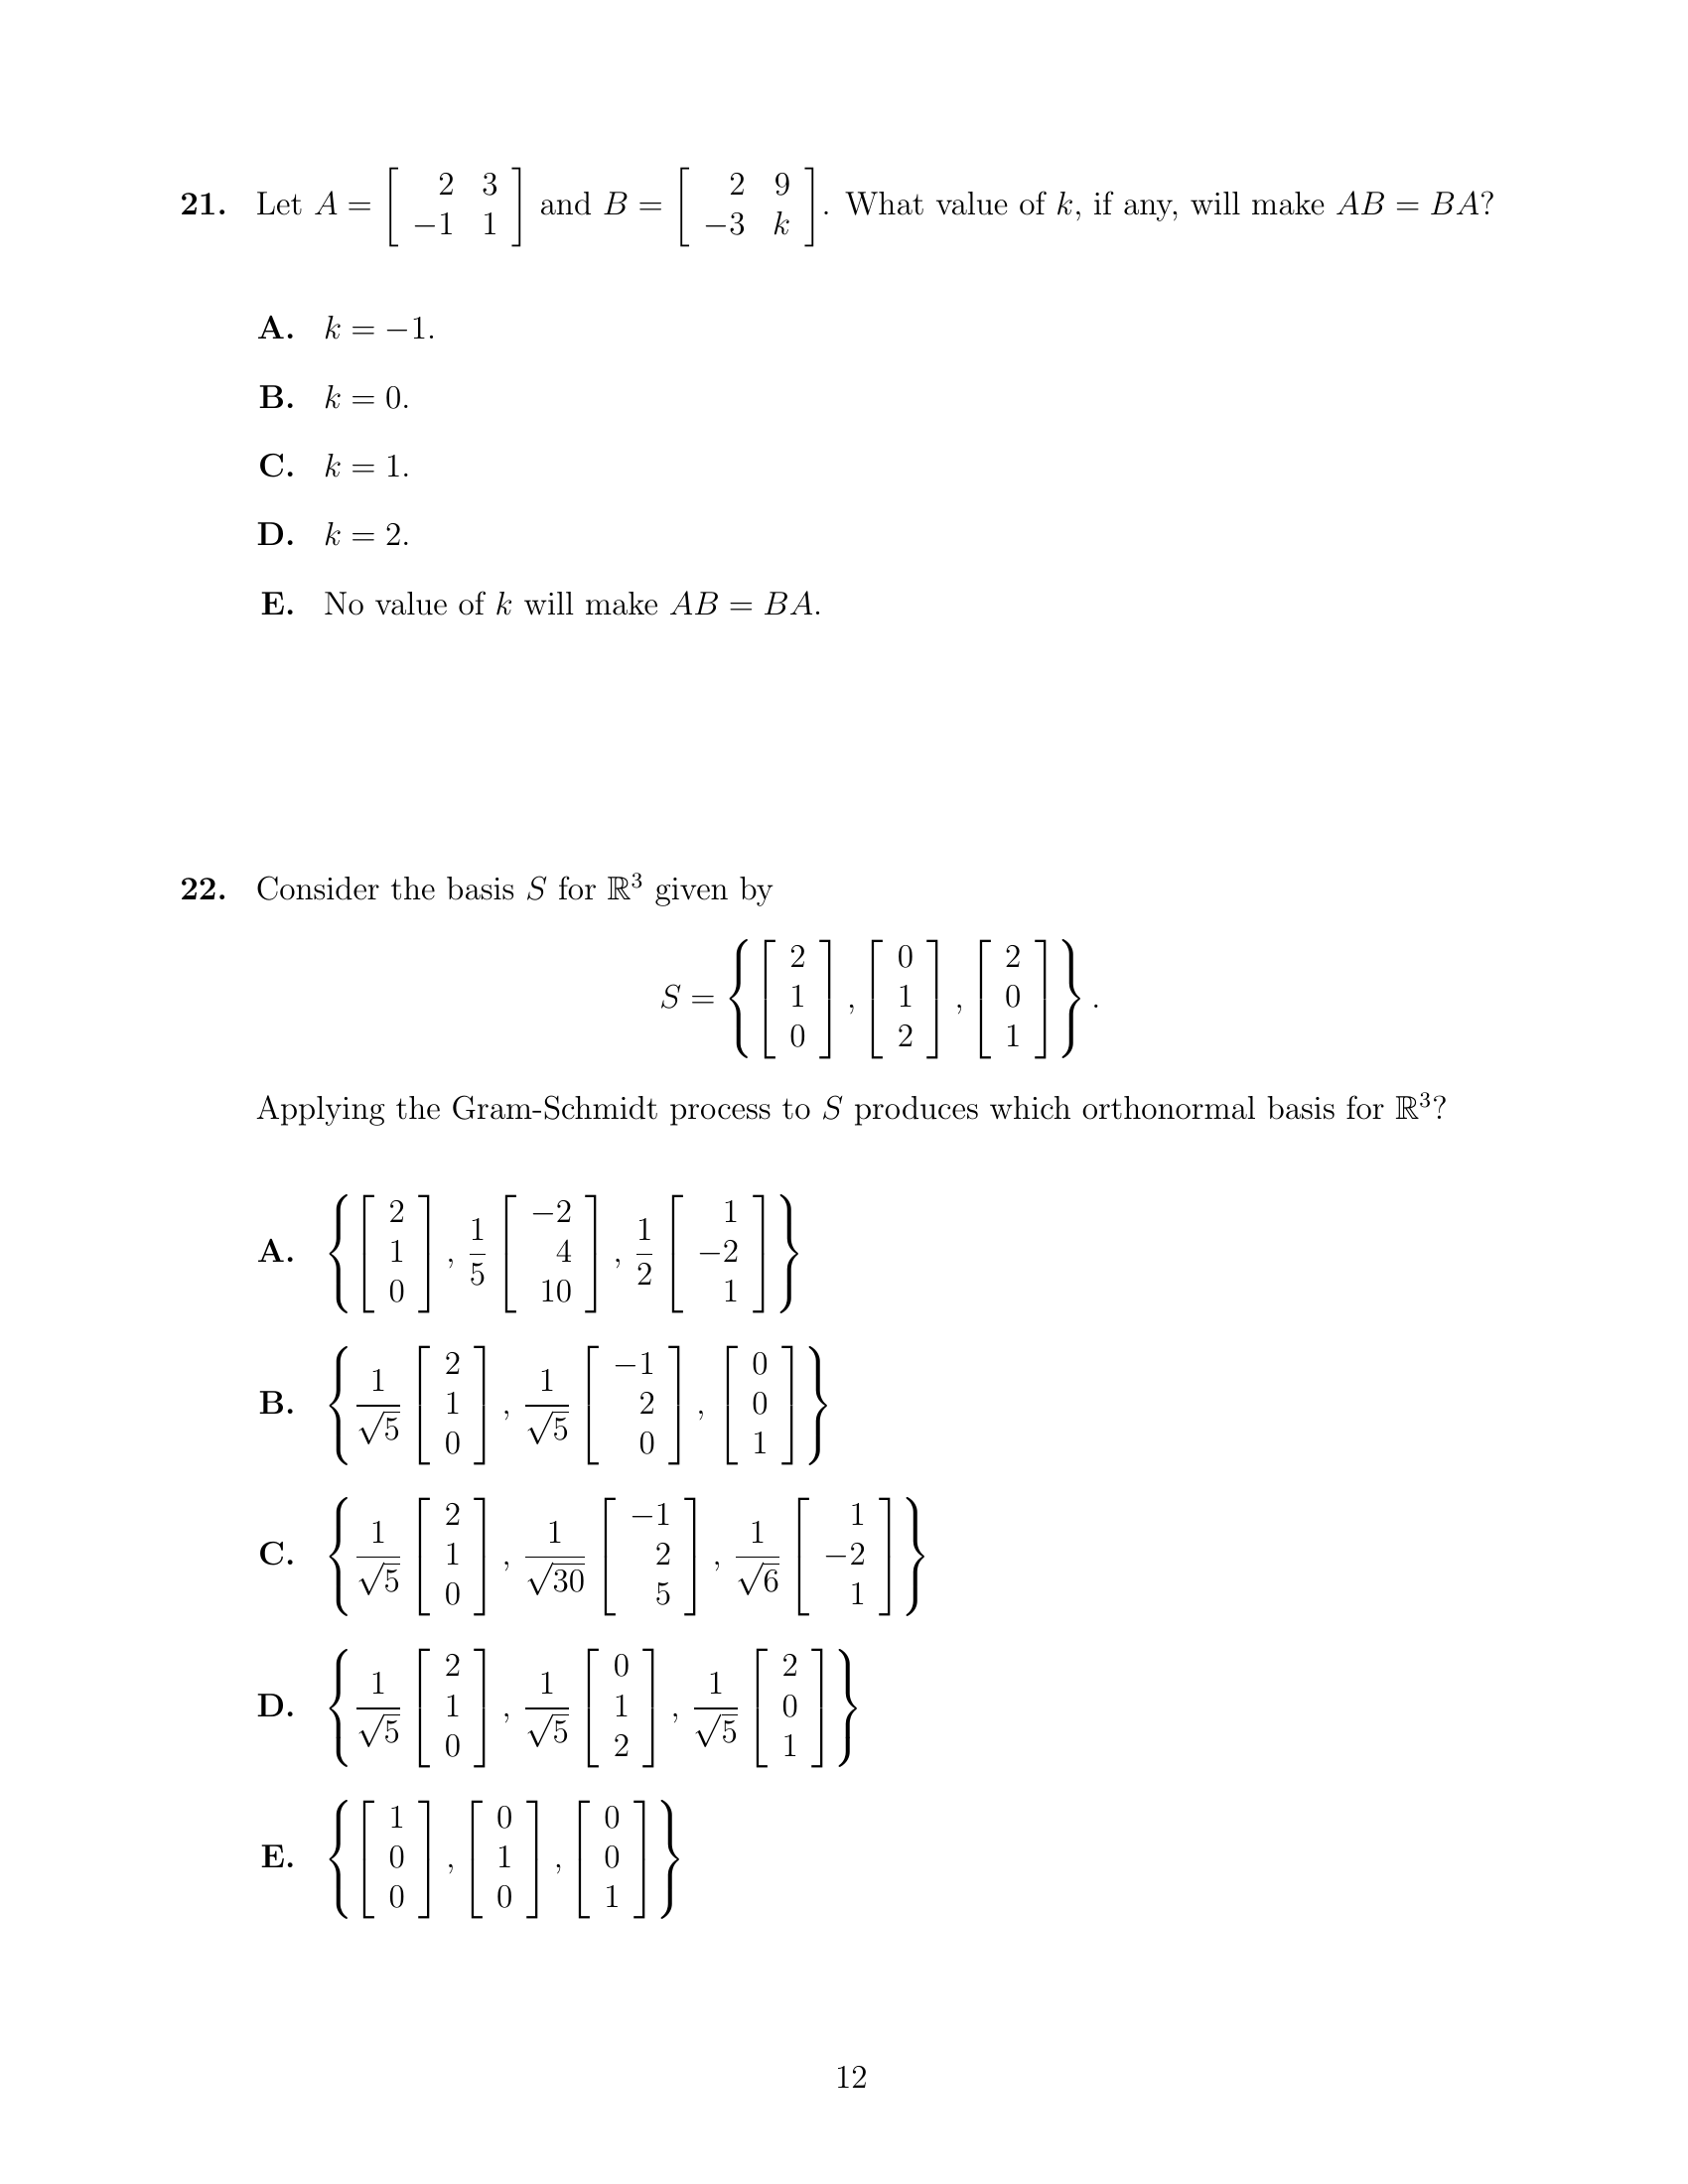 21. Let $A = \begin{bmatrix} 2 & 3 \\ -1 & 1 \end{bmatrix}$ and $B = \begin{bmatrix} 2 & 9 \\ -3 & k \end{bmatrix}$. What value of $k$, if any, will make $AB = BA$?
A. $k = -1$.
B. $k = 0$.
C. $k = 1$.
D. $k = 2$.
E. No value of $k$ will make $AB = BA$.
22. Consider the basis $S$ for $\mathbb{R}^3$ given by
$S = \left\{ \begin{bmatrix} 2 \\ 1 \\ 0 \end{bmatrix}, \begin{bmatrix} 0 \\ 1 \\ 2 \end{bmatrix}, \begin{bmatrix} 2 \\ 0 \\ 1 \end{bmatrix} \right\}.$
Applying the Gram-Schmidt process to $S$ produces which orthonormal basis for $\mathbb{R}^3$?
A. $\left\{ \begin{bmatrix} 2 \\ 1 \\ 0 \end{bmatrix}, \frac{1}{5} \begin{bmatrix} -2 \\ 4 \\ 10 \end{bmatrix}, \frac{1}{2} \begin{bmatrix} 1 \\ -2 \\ 1 \end{bmatrix} \right\}$
B. $\left\{ \frac{1}{\sqrt{5}} \begin{bmatrix} 2 \\ 1 \\ 0 \end{bmatrix}, \frac{1}{\sqrt{5}} \begin{bmatrix} -1 \\ 2 \\ 0 \end{bmatrix}, \begin{bmatrix} 0 \\ 0 \\ 1 \end{bmatrix} \right\}$
C. $\left\{ \frac{1}{\sqrt{5}} \begin{bmatrix} 2 \\ 1 \\ 0 \end{bmatrix}, \frac{1}{\sqrt{30}} \begin{bmatrix} -1 \\ 2 \\ 5 \end{bmatrix}, \frac{1}{\sqrt{6}} \begin{bmatrix} 1 \\ -2 \\ 1 \end{bmatrix} \right\}$
D. $\left\{ \frac{1}{\sqrt{5}} \begin{bmatrix} 2 \\ 1 \\ 0 \end{bmatrix}, \frac{1}{\sqrt{5}} \begin{bmatrix} 0 \\ 1 \\ 2 \end{bmatrix}, \frac{1}{\sqrt{5}} \begin{bmatrix} 2 \\ 0 \\ 1 \end{bmatrix} \right\}$
E. $\left\{ \begin{bmatrix} 1 \\ 0 \\ 0 \end{bmatrix}, \begin{bmatrix} 0 \\ 1 \\ 0 \end{bmatrix}, \begin{bmatrix} 0 \\ 0 \\ 1 \end{bmatrix} \right\}$
12